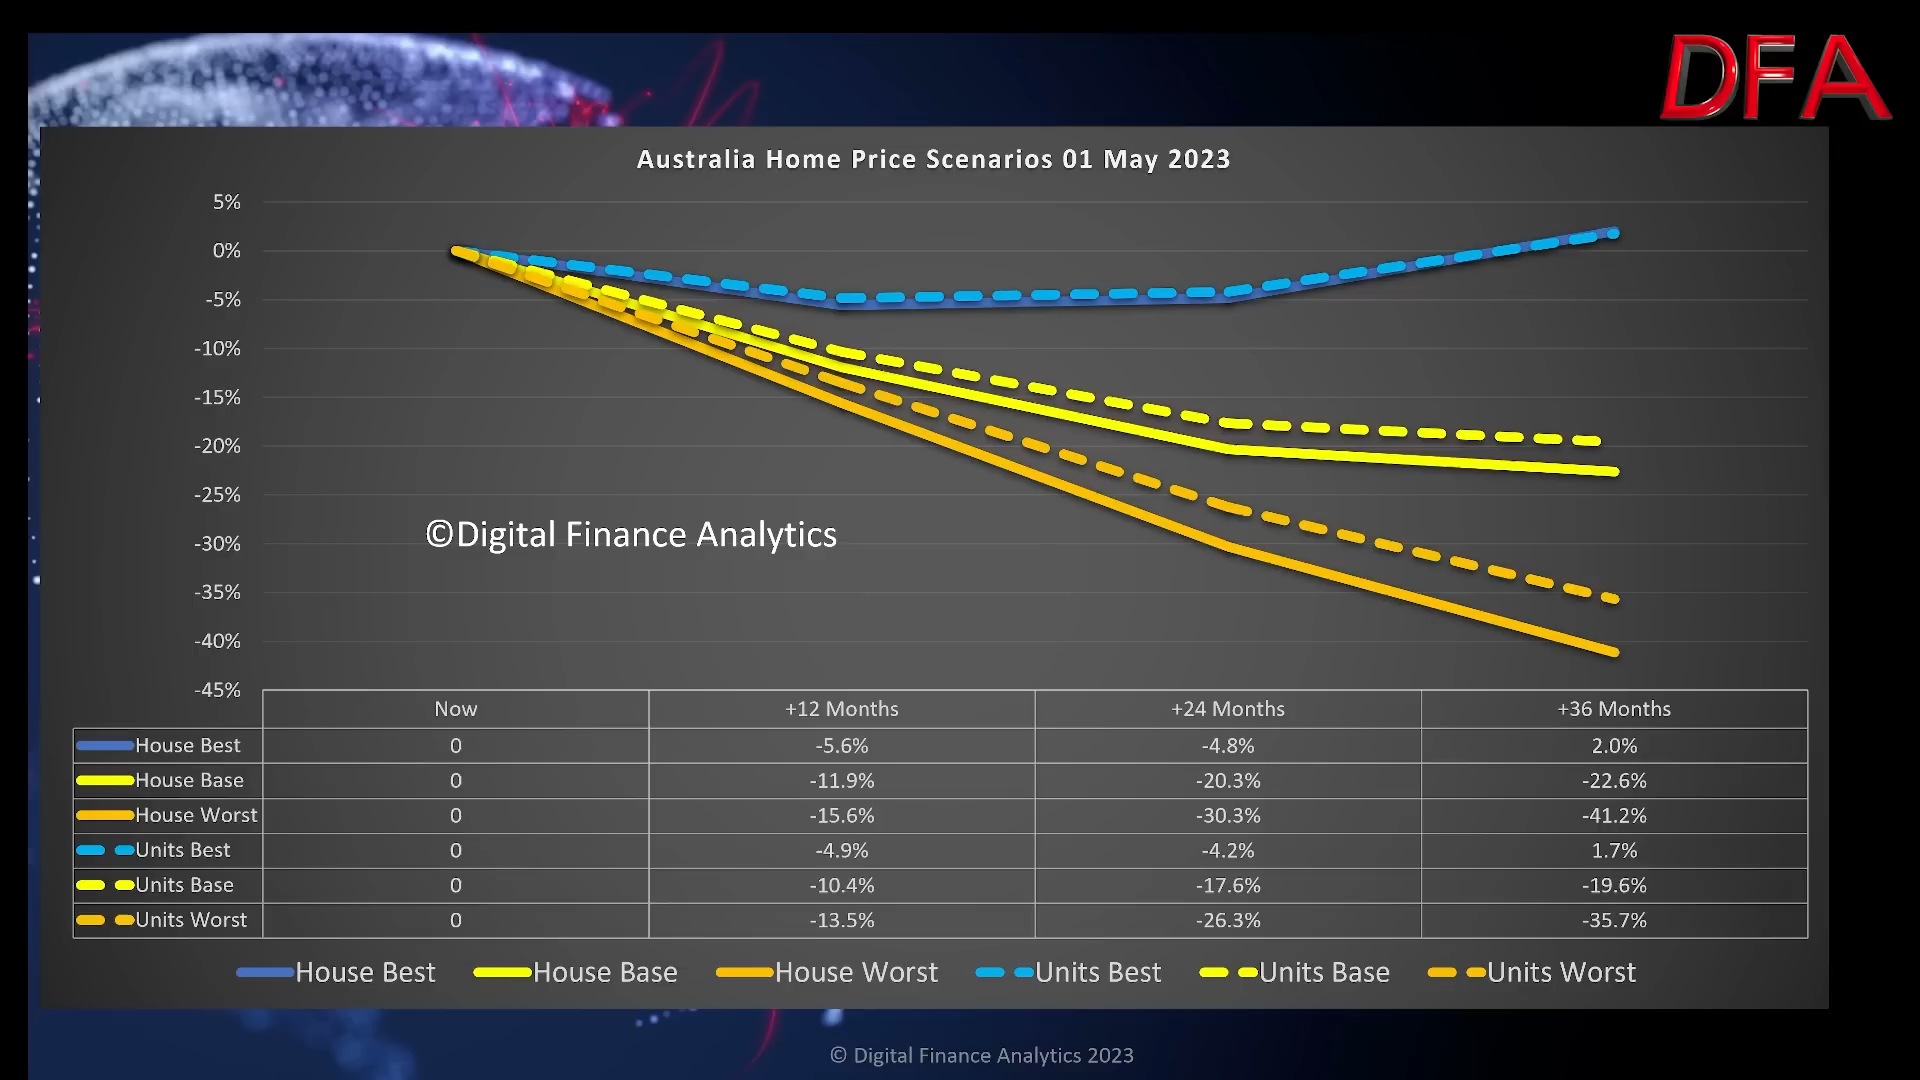 DFA
Australia Home Price Scenarios 01 May 2023
5%
0%
-5%
-10%
-15%
-20%
-25%
-30%
-35%
-40%
-45%
©Digital Finance Analytics
Now +12 Months +24 Months +36 Months
House Best 0 -5.6% -4.8% 2.0%
House Base 0 -11.9% -20.3% -22.6%
House Worst 0 -15.6% -30.3% -41.2%
Units Best 0 -4.9% -4.2% 1.7%
Units Base 0 -10.4% -17.6% -19.6%
Units Worst 0 -13.5% -26.3% -35.7%
House Best House Base House Worst Units Best Units Base Units Worst
© Digital Finance Analytics 2023